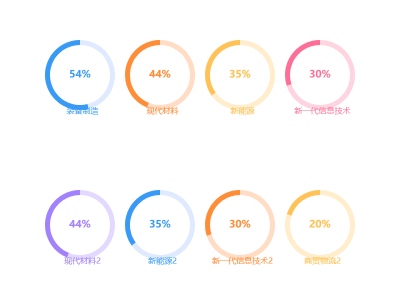 54%
44%
35%
30%
装备制造
现代材料
新能源
新一代信息技术
44%
35%
30%
20%
现代材料2
新能源2
新一代信息技术2
商贸物流2